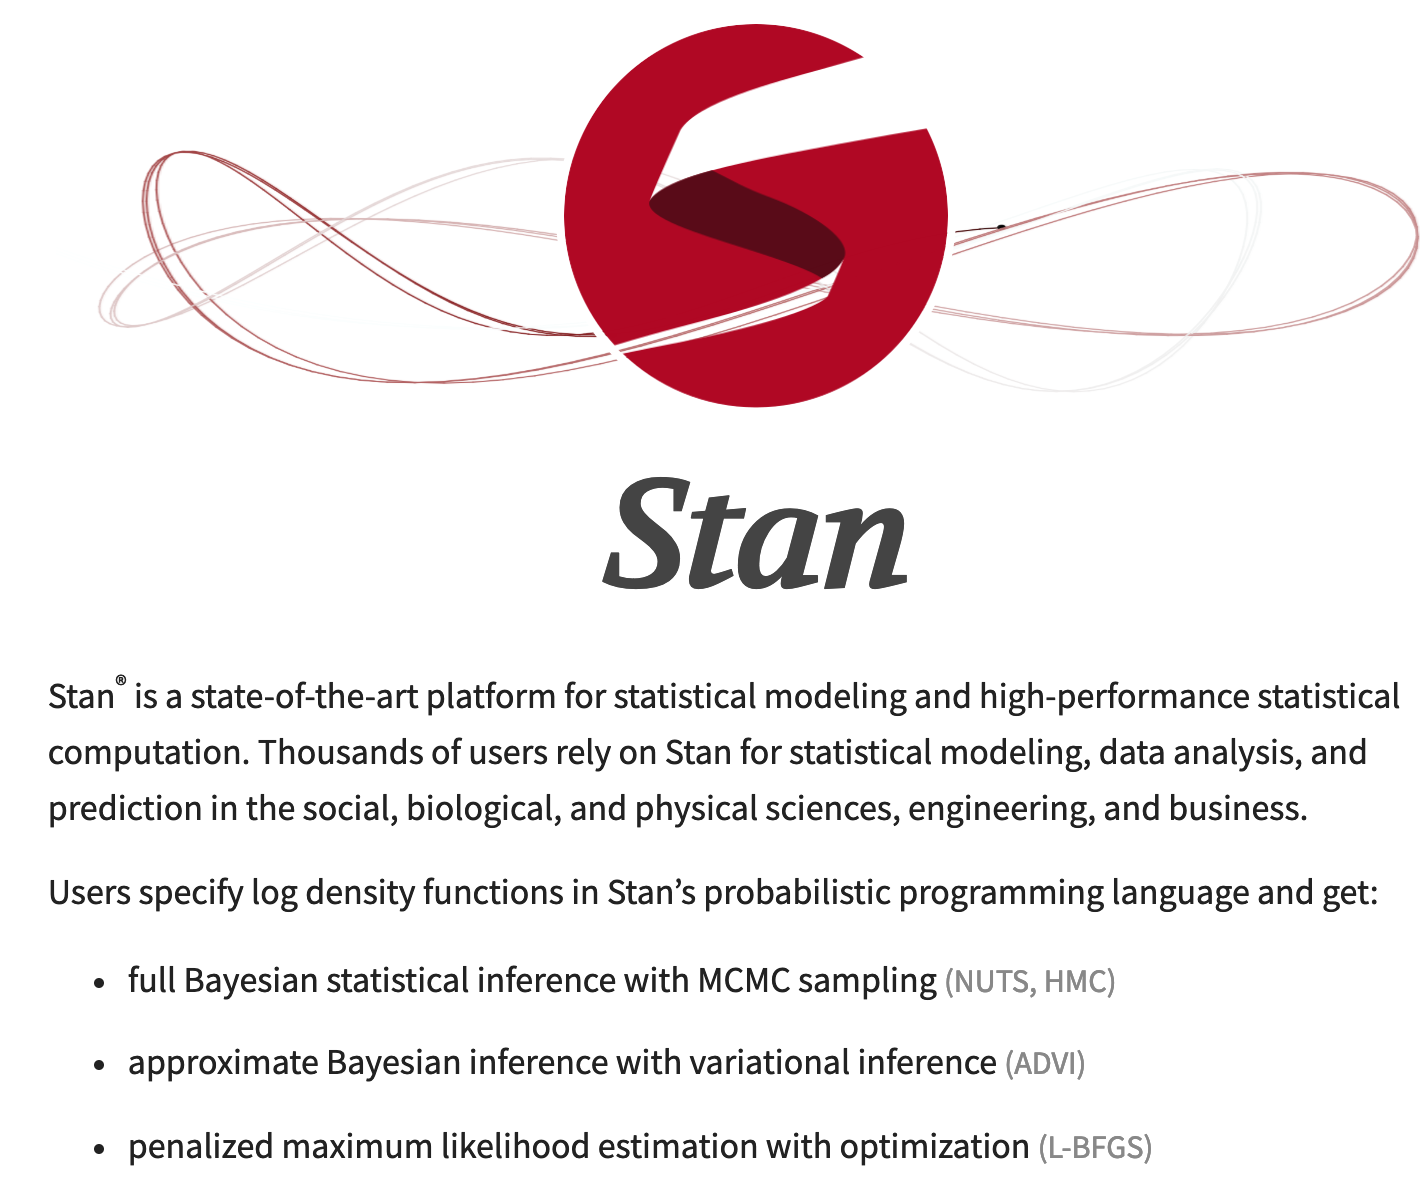 Stan
Stan® is a state-of-the-art platform for statistical modeling and high-performance statistical
computation. Thousands of users rely on Stan for statistical modeling, data analysis, and
prediction in the social, biological, and physical sciences, engineering, and business.
Users specify log density functions in Stan’s probabilistic programming language and get:
• full Bayesian statistical inference with MCMC sampling (NUTS, HMC)
• approximate Bayesian inference with variational inference (ADVI)
• penalized maximum likelihood estimation with optimization (L-BFGS)